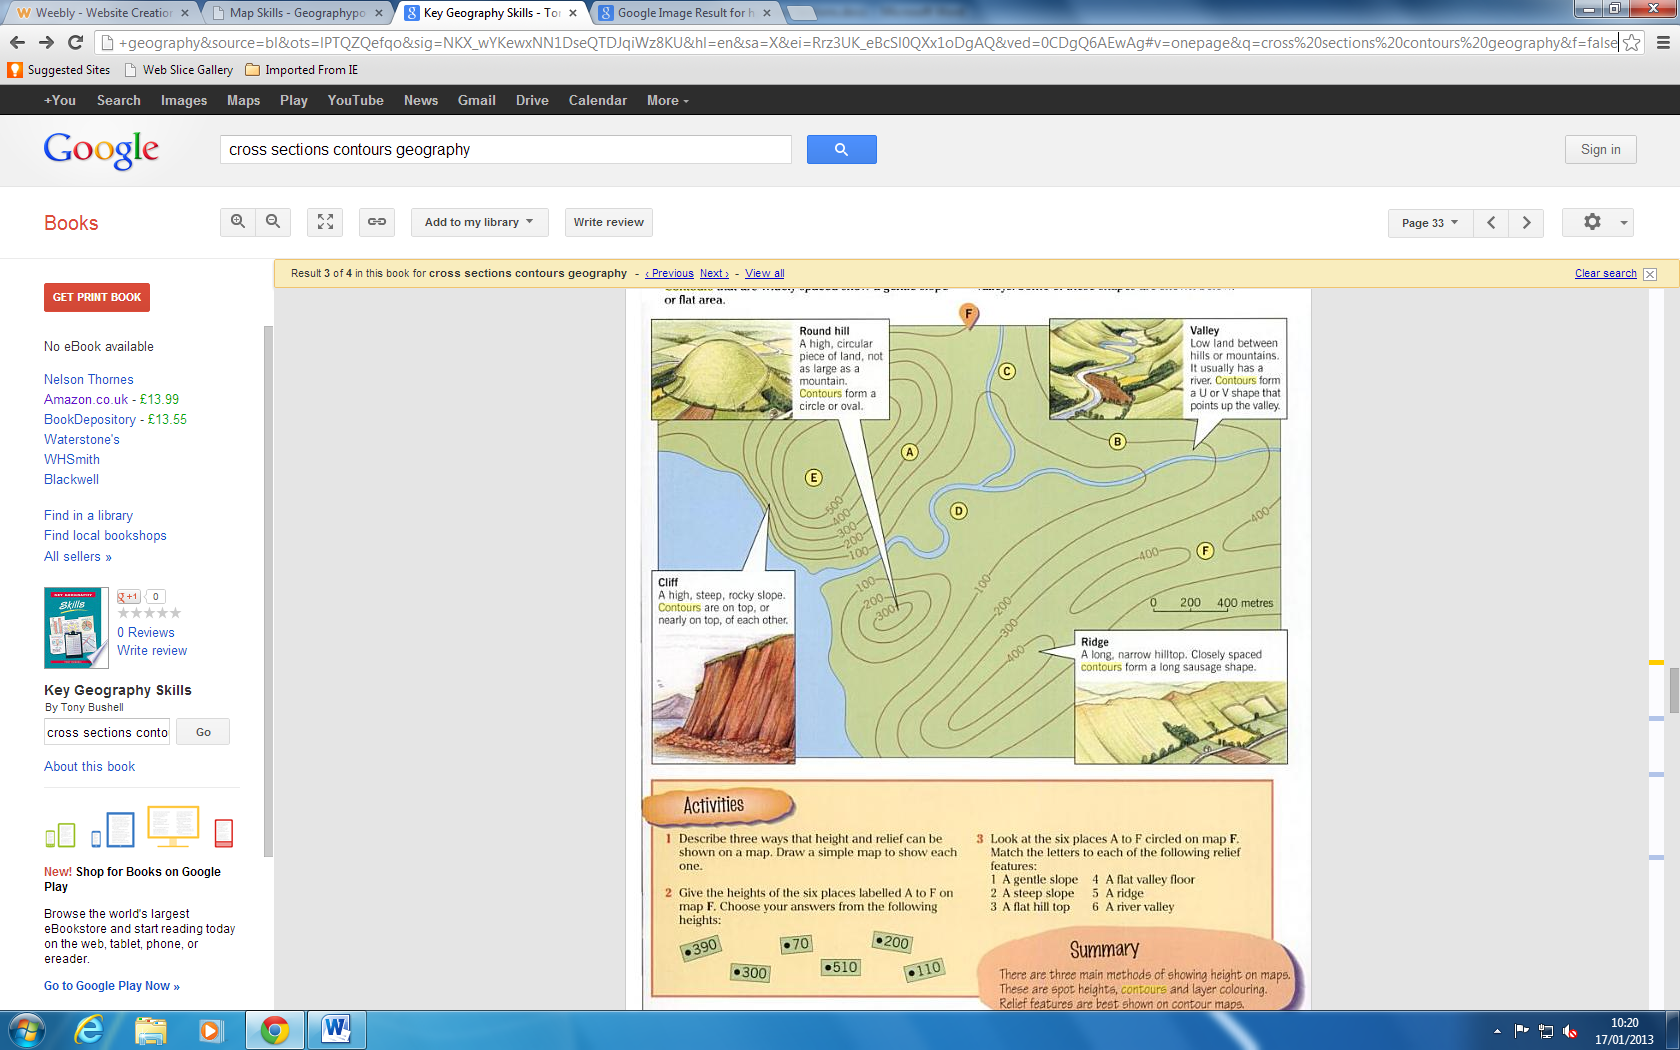 Weebly - Website Creation
Map Skills - Geographypo
Key Geography Skills - Tor
Google Image Result for h
+geography&source=bl&ots=IPTQZQefqo&sig=NKX_wYKewxNN1DseQTDJqiWz8KU&hl=en&sa=X&ei=Rrz3UK_eBcSl0QXx1oDgAQ&ved=0CDgQ6AEwAg#v=onepage&q=cross%20sections%20contours%20geography&f=false
Suggested Sites Web Slice Gallery Imported From IE
+You Search Images Maps Play YouTube News Gmail Drive Calendar More
Google
cross sections contours geography
Sign in
Books
Add to my library
Write review
Page 33
Result 3 of 4 in this book for cross sections contours geography - ‹ Previous Next › - View all
Clear search
GET PRINT BOOK
No eBook available
Nelson Thornes
Amazon.co.uk - £13.99
BookDepository - £13.55
Waterstone's
WHSmith
Blackwell
Find in a library
Find local bookshops
All sellers »
Skills
+1 0
0 Reviews
Write review
Key Geography Skills
By Tony Bushell
cross sections conto
Go
About this book
New! Shop for Books on Google
Play
Browse the world's largest
eBookstore and start reading today
on the web, tablet, phone, or
ereader.
Go to Google Play Now »
or flat area.
F
Round hill
A high, circular
piece of land, not
as large as a
mountain.
Contours form a
circle or oval.
Valley
Low land between
hills or mountains.
It usually has a
river. Contours form
a U or V shape that
points up the valley.
C
B
A
E
D
F
500
400
300
200
100
100
200
300
100
200
300
400
400
400
0 200 400 metres
Cliff
A high, steep, rocky slope.
Contours are on top, or
nearly on top, of each other.
Ridge
A long, narrow hilltop. Closely spaced
contours form a long sausage shape.
Activities
1 Describe three ways that height and relief can be
shown on a map. Draw a simple map to show each
one.
2 Give the heights of the six places labelled A to F on
map F. Choose your answers from the following
heights:
•390 •70 •200
•300 •510 •110
3 Look at the six places A to F circled on map F.
Match the letters to each of the following relief
features:
1 A gentle slope 4 A flat valley floor
2 A steep slope 5 A ridge
3 A flat hill top 6 A river valley
Summary
There are three main methods of showing height on maps.
These are spot heights, contours and layer colouring.
Relief features are best shown on contour maps.
10:20
17/01/2013